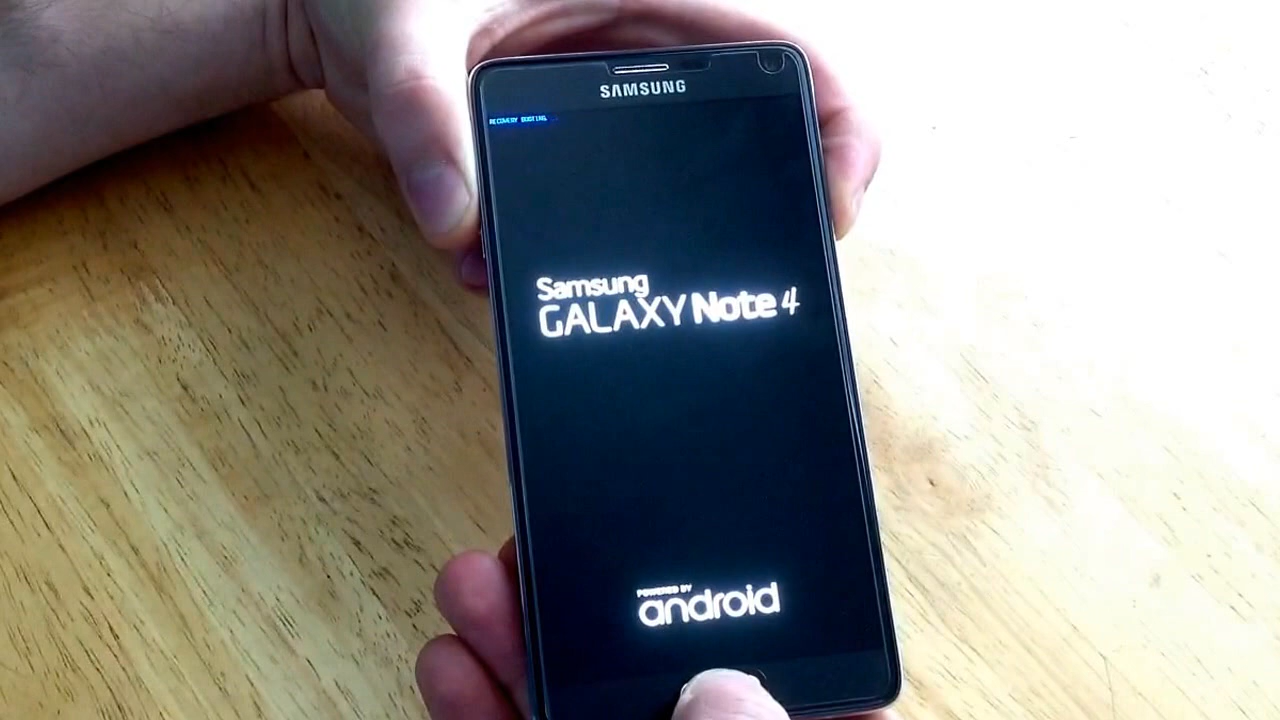 SAMSUNG
RECOVERY BOOTING.
Samsung
GALAXY Note 4
POWERED BY
android